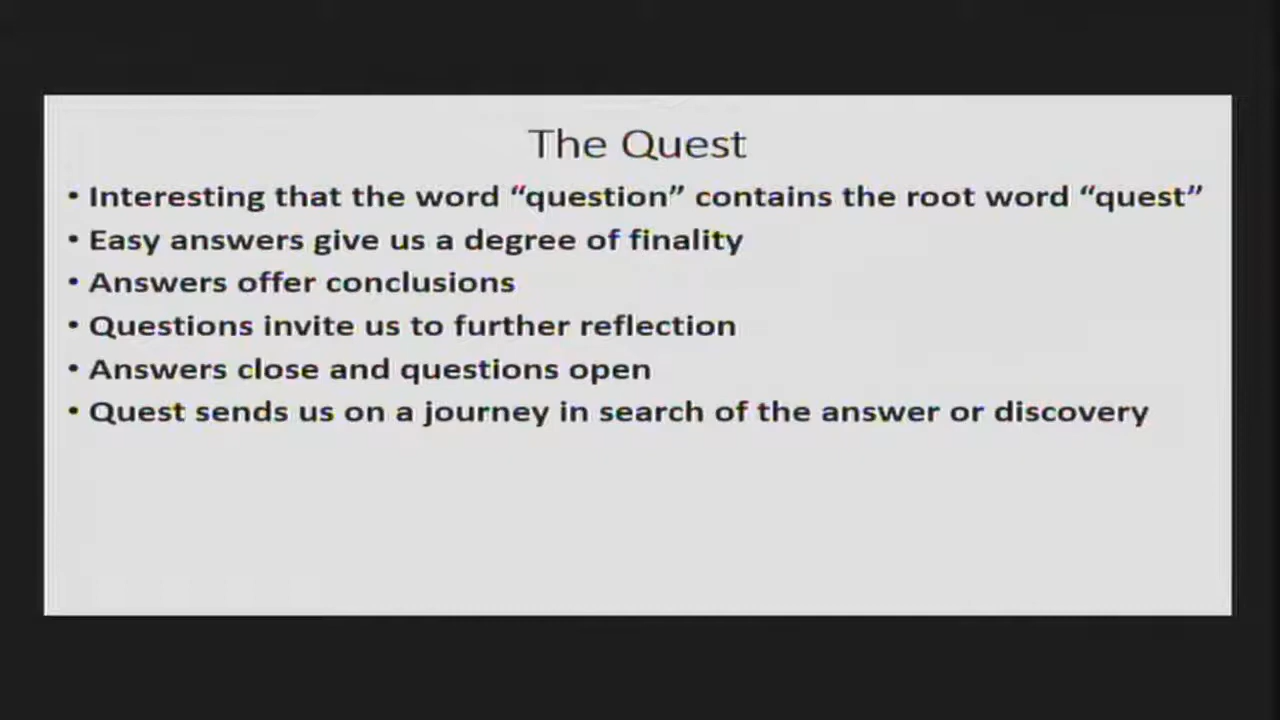 The Quest
• Interesting that the word “question” contains the root word “quest”
• Easy answers give us a degree of finality
• Answers offer conclusions
• Questions invite us to further reflection
• Answers close and questions open
• Quest sends us on a journey in search of the answer or discovery